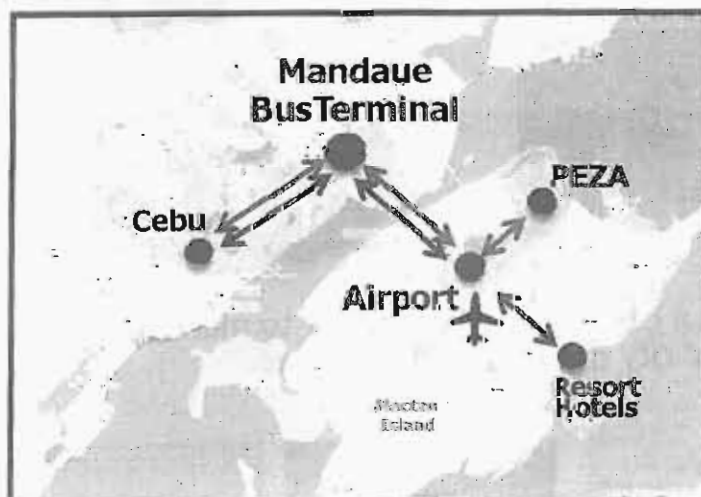 Mandaue
BusTerminal
PEZA
Cebu
Airport
Resort
Hotels
Mactan
Island